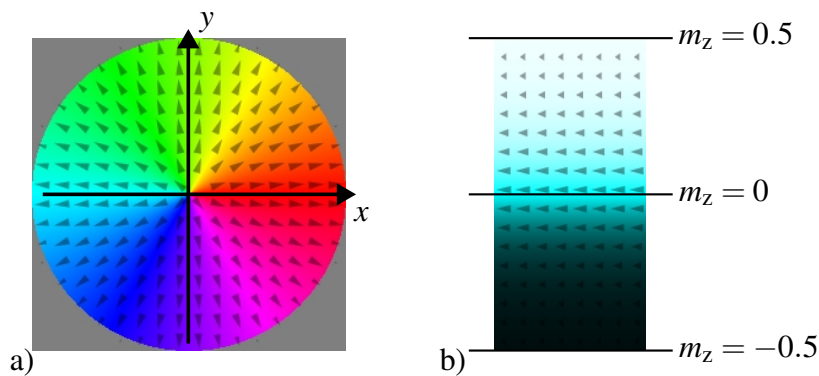 y
x
a)
m_z = 0.5
m_z = 0
m_z = −0.5
b)